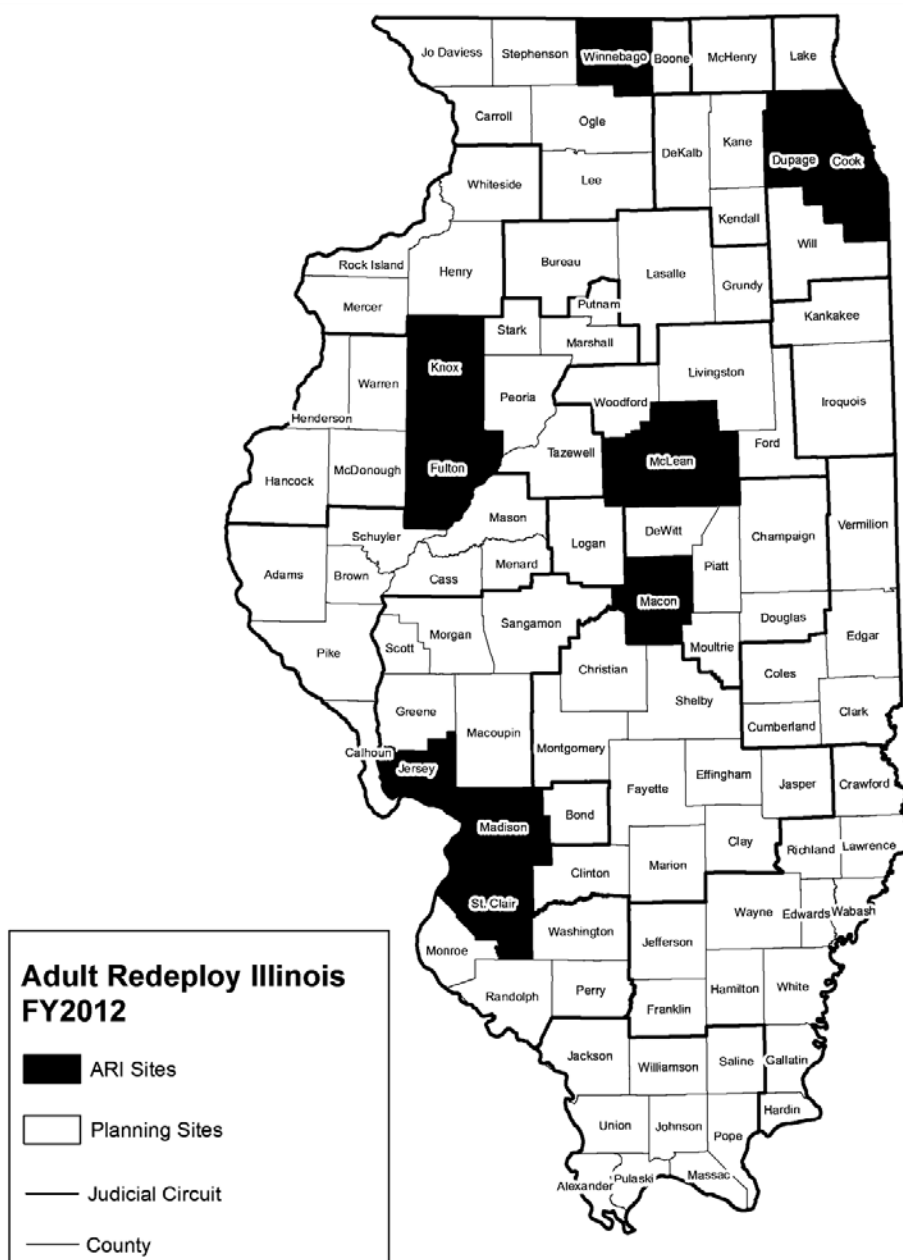 Jo Daviess
Stephenson
Winnebago
Boone
McHenry
Lake
Carroll
Ogle
DeKalb
Kane
Dupage
Cook
Whiteside
Lee
Kendall
Will
Rock Island
Henry
Bureau
Lasalle
Grundy
Mercer
Putnam
Kankakee
Stark
Marshall
Knox
Warren
Peoria
Woodford
Livingston
Iroquois
Henderson
Ford
Hancock
McDonough
Fulton
Tazewell
McLean
Mason
Vermilion
Schuyler
Logan
DeWitt
Champaign
Adams
Brown
Cass
Menard
Piatt
Macon
Douglas
Pike
Scott
Morgan
Sangamon
Moultrie
Edgar
Christian
Coles
Shelby
Greene
Macoupin
Clark
Cumberland
Calhoun
Montgomery
Jersey
Effingham
Fayette
Jasper
Crawford
Madison
Bond
Clay
Richland
Lawrence
Clinton
Marion
St. Clair
Wayne
Edwards
Wabash
Washington
Jefferson
Monroe
Randolph
Perry
Hamilton
White
Franklin
Jackson
Williamson
Saline
Gallatin
Hardin
Union
Johnson
Pope
Alexander
Pulaski
Massac
Adult Redeploy Illinois
FY2012
ARI Sites
Planning Sites
Judicial Circuit
County